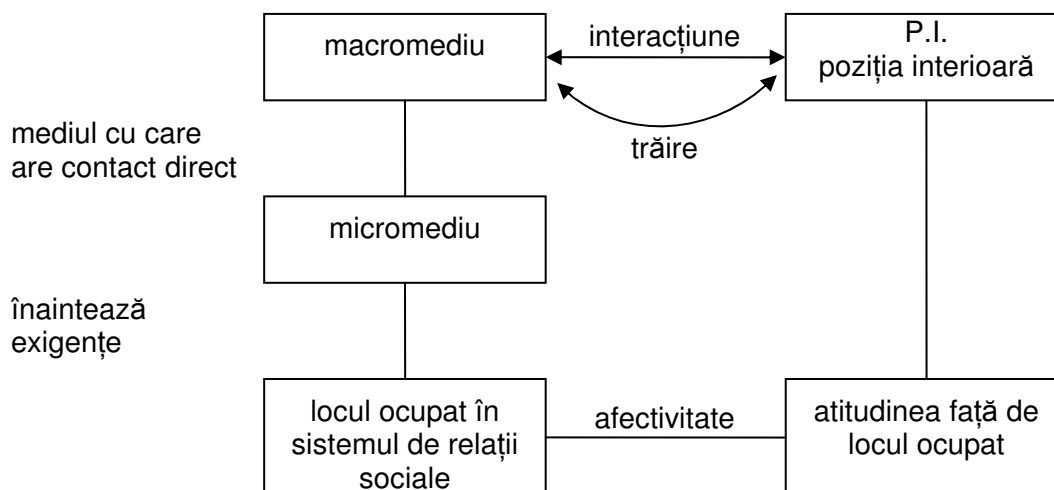 macromediu
interacțiune
P.I.
poziția interioară
trăire
mediul cu care
are contact direct
micromediu
înaintează
exigențe
locul ocupat în
sistemul de relații
sociale
afectivitate
atitudinea față de
locul ocupat